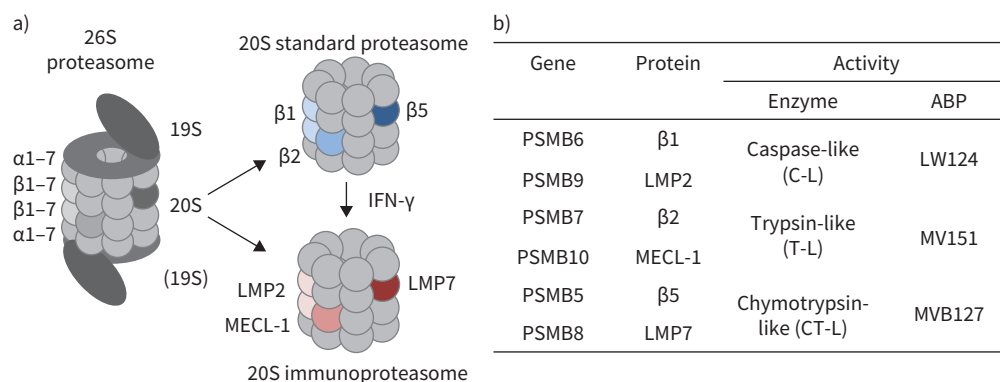 a)
26S
proteasome
19S
α1–7
β1–7
β1–7
α1–7
20S
(19S)
20S standard proteasome
β1
β5
β2
IFN-γ
LMP2
LMP7
MECL-1
20S immunoproteasome
b)
Gene Protein Activity
Enzyme ABP
PSMB6 β1
Caspase-like
(C-L)
LW124
PSMB9 LMP2
PSMB7 β2
Trypsin-like
(T-L)
MV151
PSMB10 MECL-1
PSMB5 β5
Chymotrypsin-
like (CT-L)
MVB127
PSMB8 LMP7